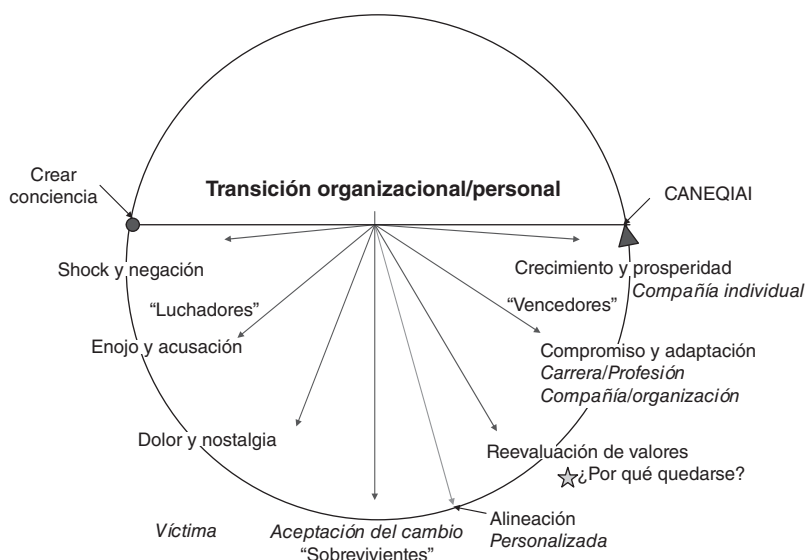 Crear
conciencia
Transición organizacional/personal
CANEQIAI
Shock y negación
Crecimiento y prosperidad
Compañía individual
“Luchadores”
“Vencedores”
Enojo y acusación
Compromiso y adaptación
Carrera/Profesión
Compañía/organización
Dolor y nostalgia
Reevaluación de valores
¿Por qué quedarse?
Alineación
Personalizada
Víctima
Aceptación del cambio
“Sobrevivientes”